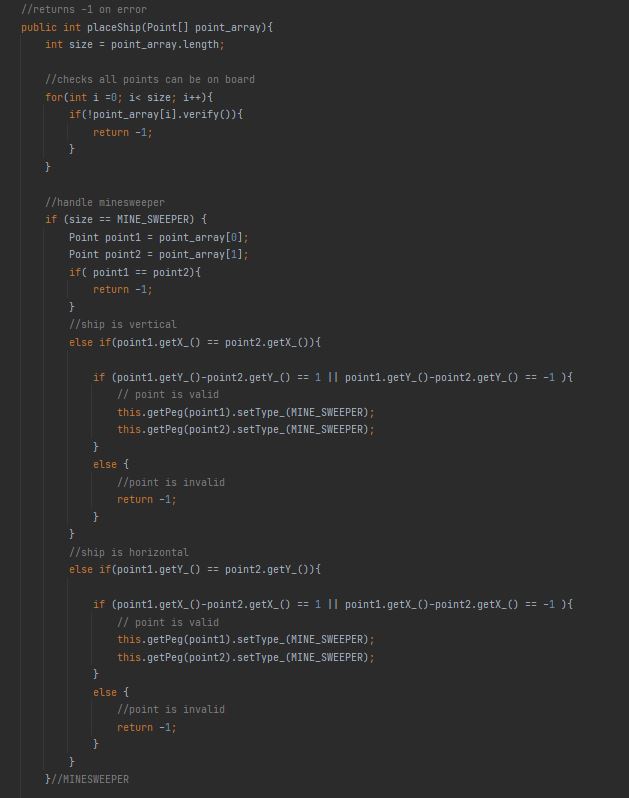 //returns -1 on error
public int placeShip(Point[] point_array){
int size = point_array.length;
//checks all points can be on board
for(int i =0; i< size; i++){
if(!point_array[i].verify()){
return -1;
}
}
//handle minesweeper
if (size == MINE_SWEEPER) {
Point point1 = point_array[0];
Point point2 = point_array[1];
if( point1 == point2){
return -1;
}
//ship is vertical
else if(point1.getX_() == point2.getX_()){
if (point1.getY_()-point2.getY_() == 1 || point1.getY_()-point2.getY_() == -1 ){
// point is valid
this.getPeg(point1).setType_(MINE_SWEEPER);
this.getPeg(point2).setType_(MINE_SWEEPER);
}
else {
//point is invalid
return -1;
}
}
//ship is horizontal
else if(point1.getY_() == point2.getY_()){
if (point1.getX_()-point2.getX_() == 1 || point1.getX_()-point2.getX_() == -1 ){
// point is valid
this.getPeg(point1).setType_(MINE_SWEEPER);
this.getPeg(point2).setType_(MINE_SWEEPER);
}
else {
//point is invalid
return -1;
}
}
}//MINESWEEPER